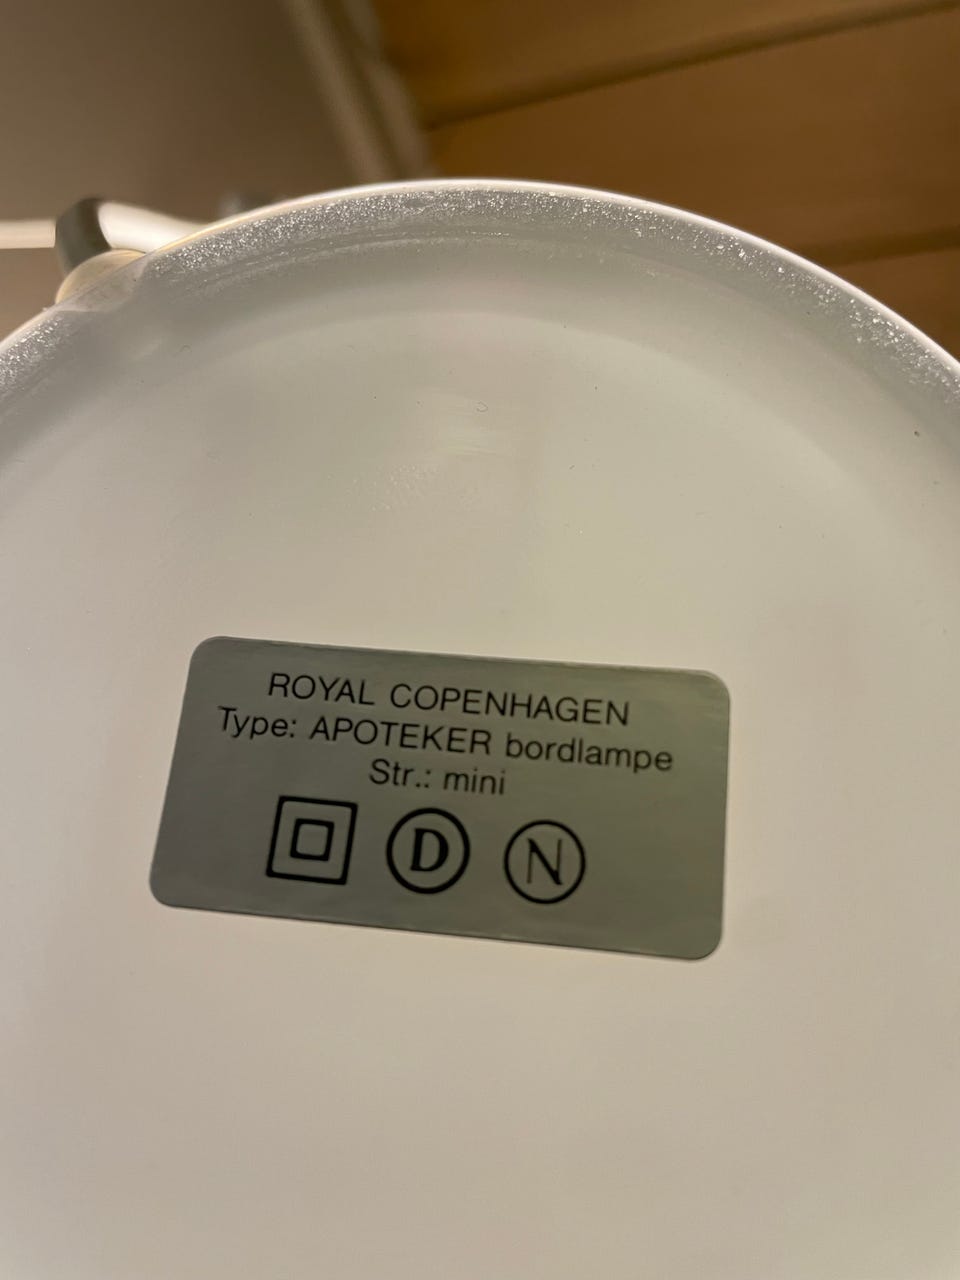 ROYAL COPENHAGEN
Type: APOTEKER bordlampe
Str.: mini
D N